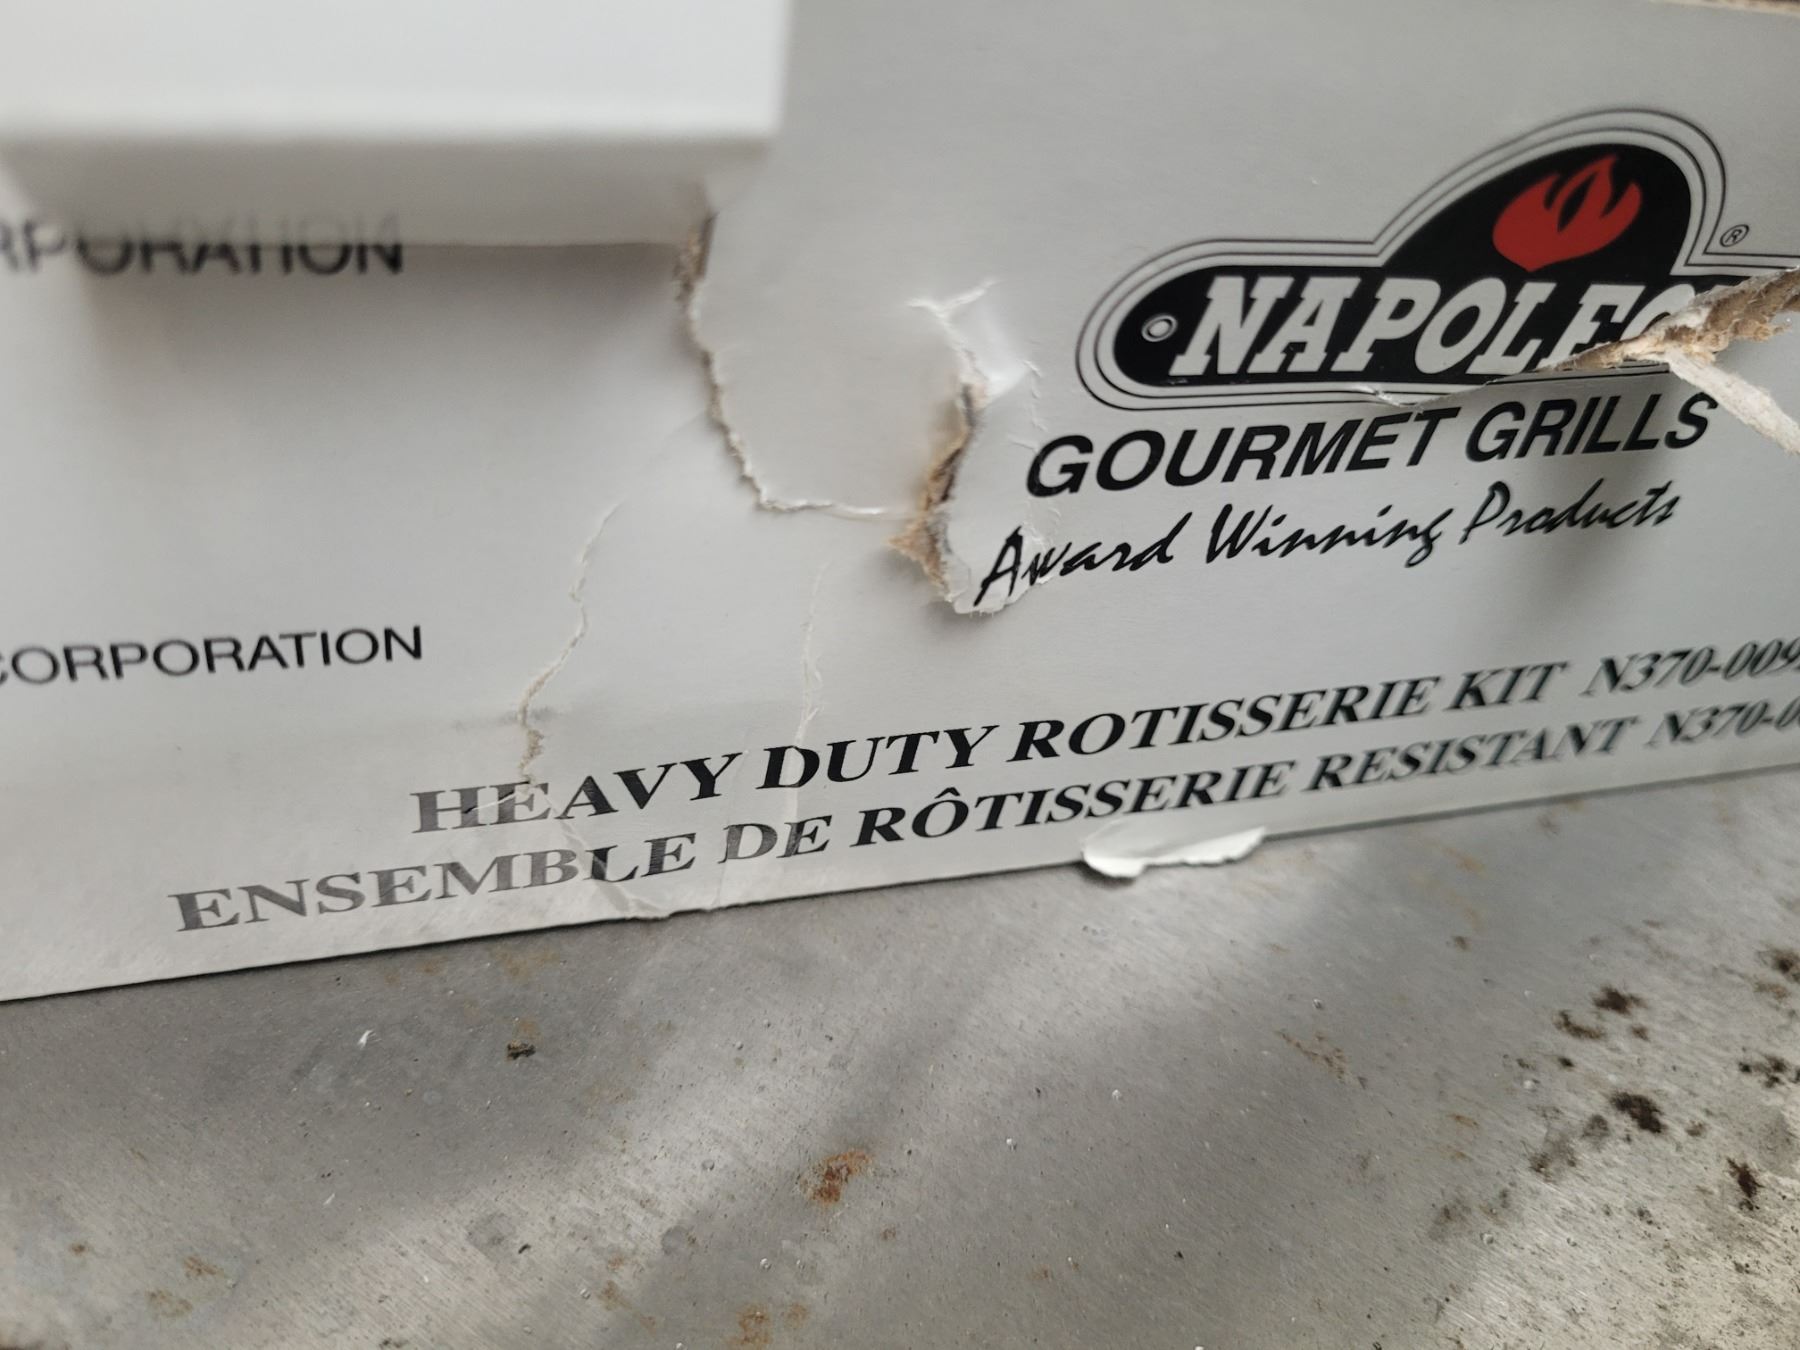 RPORATION
CORPORATION
NAPOLEO
®
GOURMET GRILLS
Award Winning Products
HEAVY DUTY ROTISSERIE KIT N370-009
ENSEMBLE DE RÔTISSERIE RESISTANT N370-0